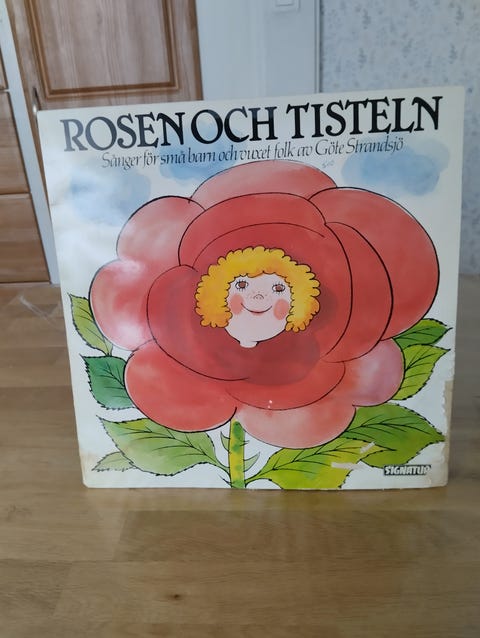 ROSEN OCH TISTELN
Sånger för små barn och vuxet folk av Göte Strandsjö
SIGNATUR